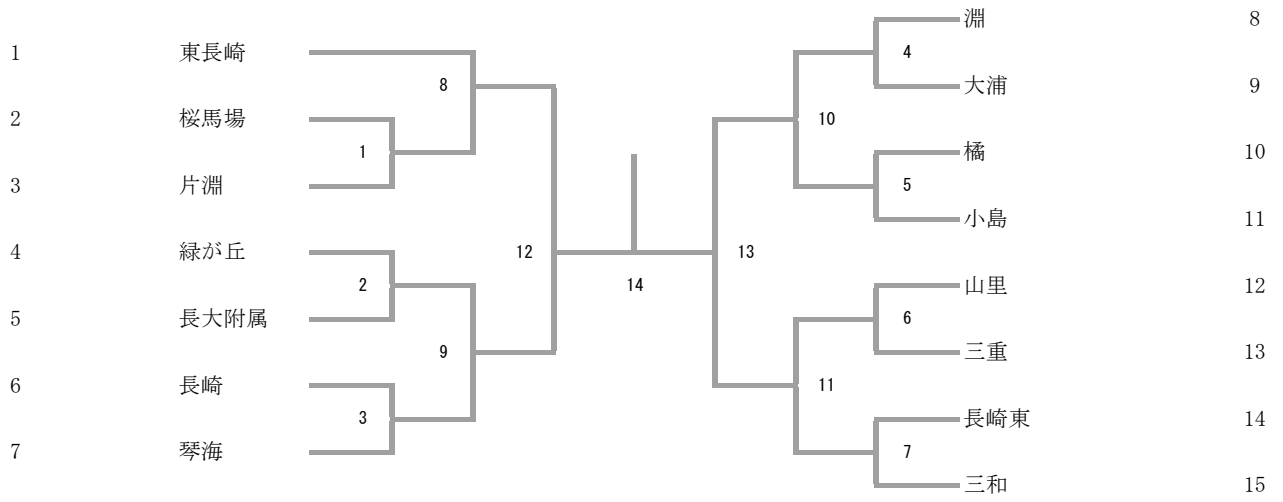 1 東長崎
2 桜馬場
3 片淵
4 緑が丘
5 長大附属
6 長崎
7 琴海
8
1
12
2
9
3
14
13
10
4
5
11
6
7
淵 8
大浦 9
橘 10
小島 11
山里 12
三重 13
長崎東 14
三和 15